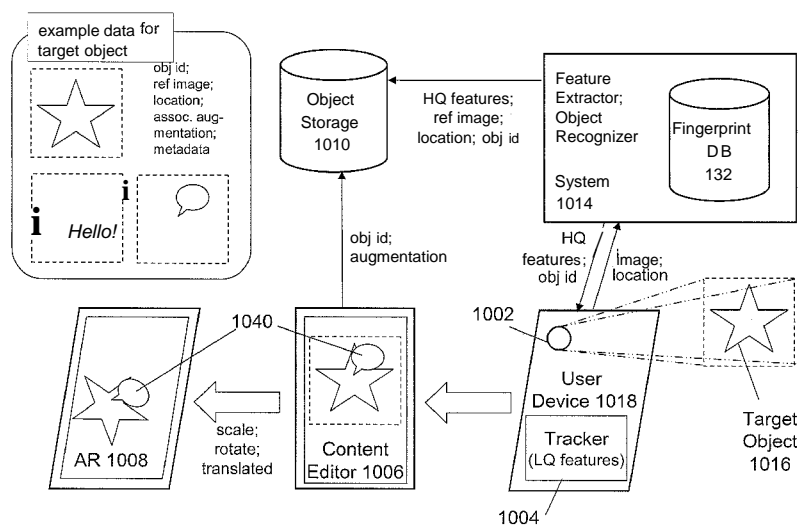 example data for
target object
obj id;
ref image;
location;
assoc. aug-
mentation;
metadata
i
Hello!
i
Object
Storage
1010
HQ features;
ref image;
location; obj id
Feature
Extractor;
Object
Recognizer
System
1014
Fingerprint
DB
132
obj id;
augmentation
HQ
features;
obj id
image;
location
1040
1002
AR 1008
scale;
rotate;
translated
Content
Editor 1006
User
Device 1018
Tracker
(LQ features)
1004
Target
Object
1016